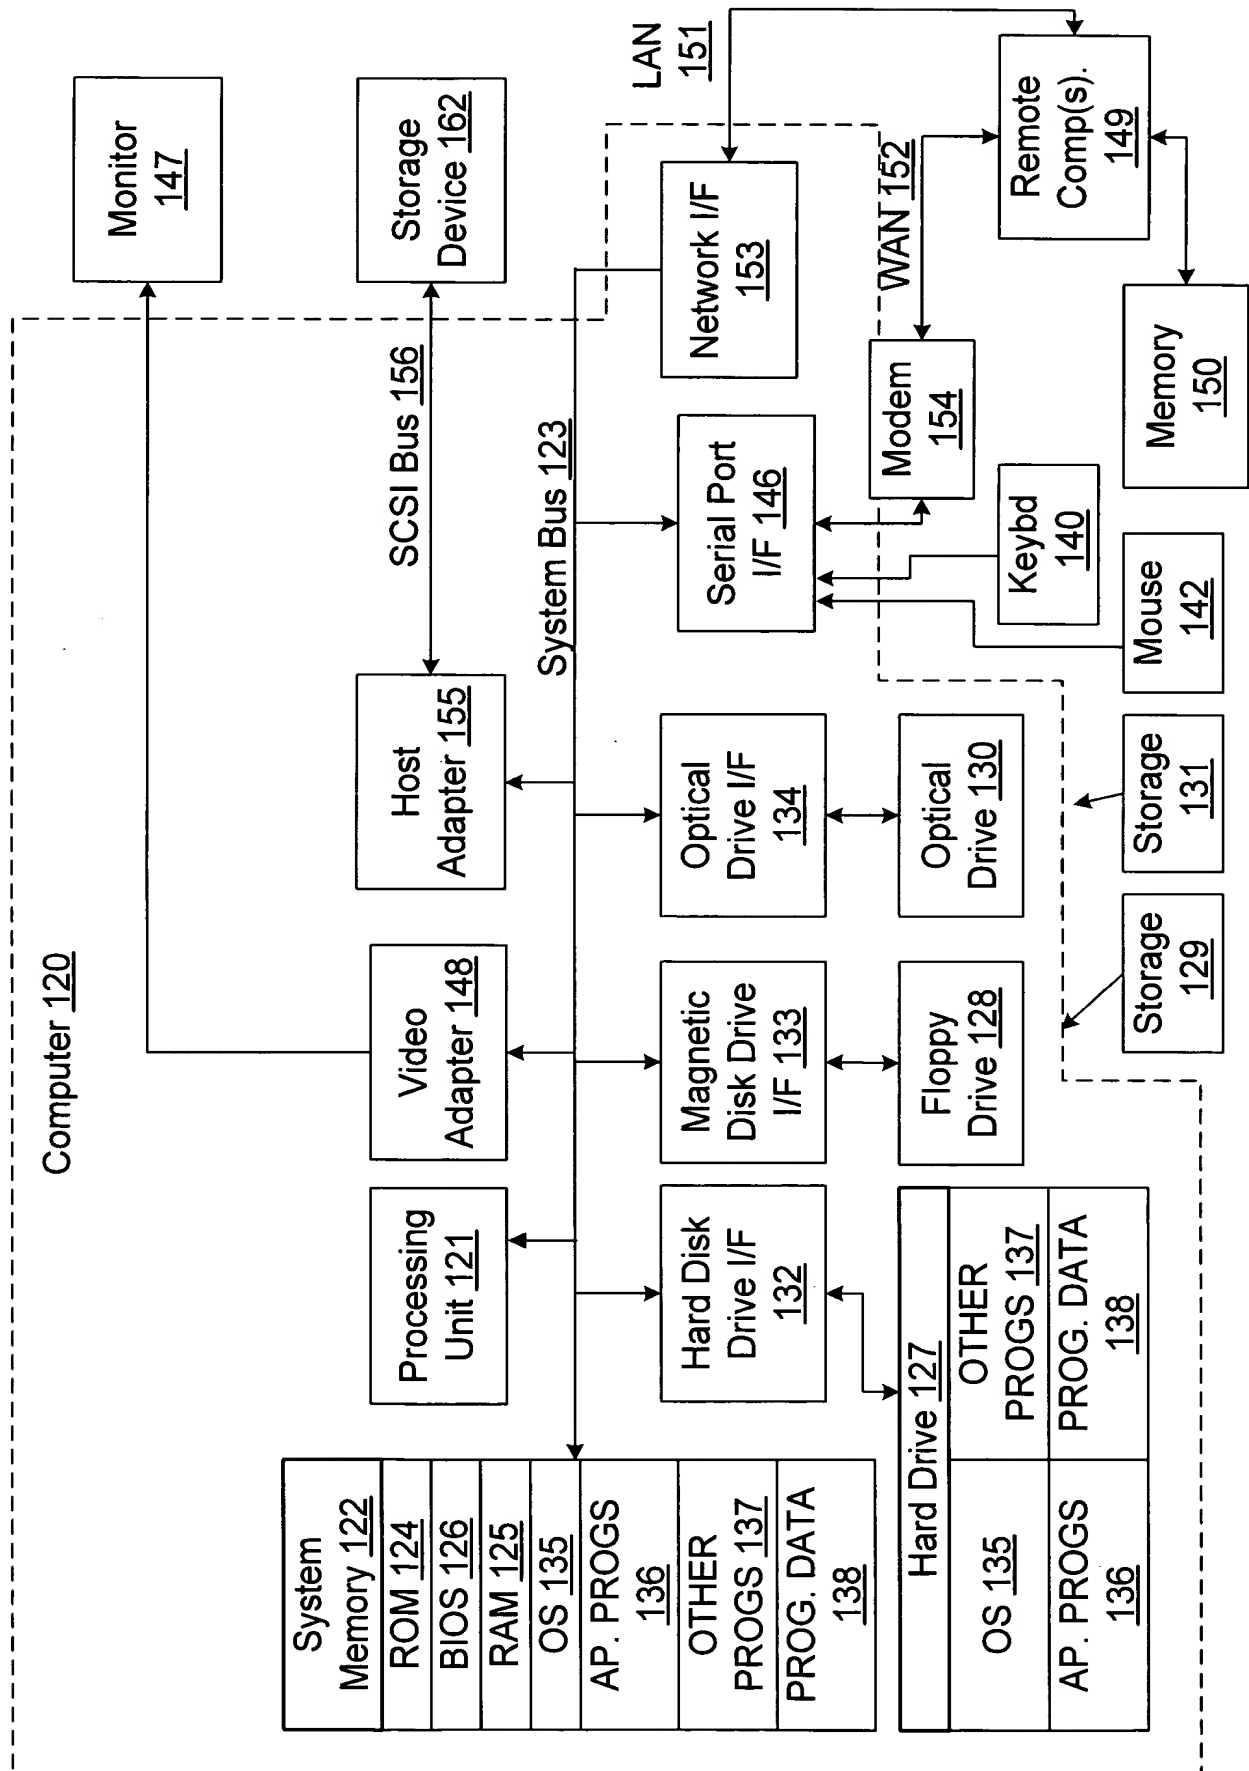 Computer 120
Monitor
147
System
Memory 122
ROM 124
BIOS 126
RAM 125
OS 135
AP. PROGS
136
OTHER
PROGS 137
PROG. DATA
138
Processing
Unit 121
Video
Adapter 148
Host
Adapter 155
SCSI Bus 156
Storage
Device 162
System Bus 123
Hard Disk
Drive I/F
132
Magnetic
Disk Drive
I/F 133
Optical
Drive I/F
134
Serial Port
I/F 146
Network I/F
153
LAN
151
Hard Drive 127
OS 135
OTHER
PROGS 137
AP. PROGS
136
PROG. DATA
138
Floppy
Drive 128
Optical
Drive 130
Modem
154
WAN 152
Remote
Comp(s).
149
Keybd
140
Storage
129
Storage
131
Mouse
142
Memory
150